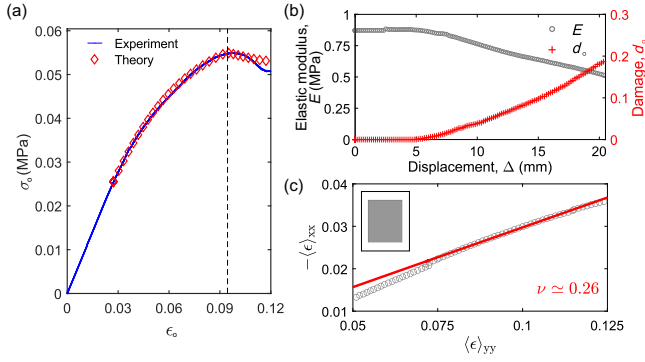 (a)
Experiment
Theory
σ₀ (MPa)
0.06
0.05
0.04
0.03
0.02
0.01
0
0
0.03
0.06
0.09
0.12
ϵ₀
(b)
Elastic modulus,
E (MPa)
1
0.75
0.5
0.25
0
E
d₀
0.3
0.2
0.1
0
Damage, d₀
0
5
10
15
20
Displacement, Δ (mm)
(c)
−⟨ϵ⟩xx
0.04
0.03
0.02
0.01
ν ≃ 0.26
0.05
0.075
0.1
0.125
⟨ϵ⟩yy